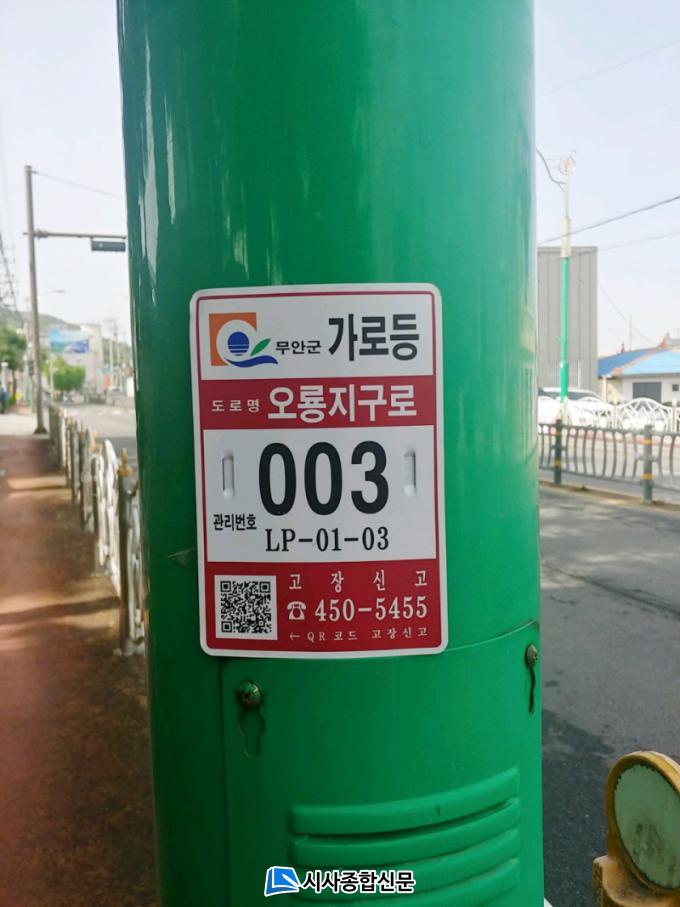 무안군 가로등
도로명 오룡지구로
003
관리번호
LP-01-03
고장신고
☎ 450-5455
← QR코드 고장신고
시사종합신문